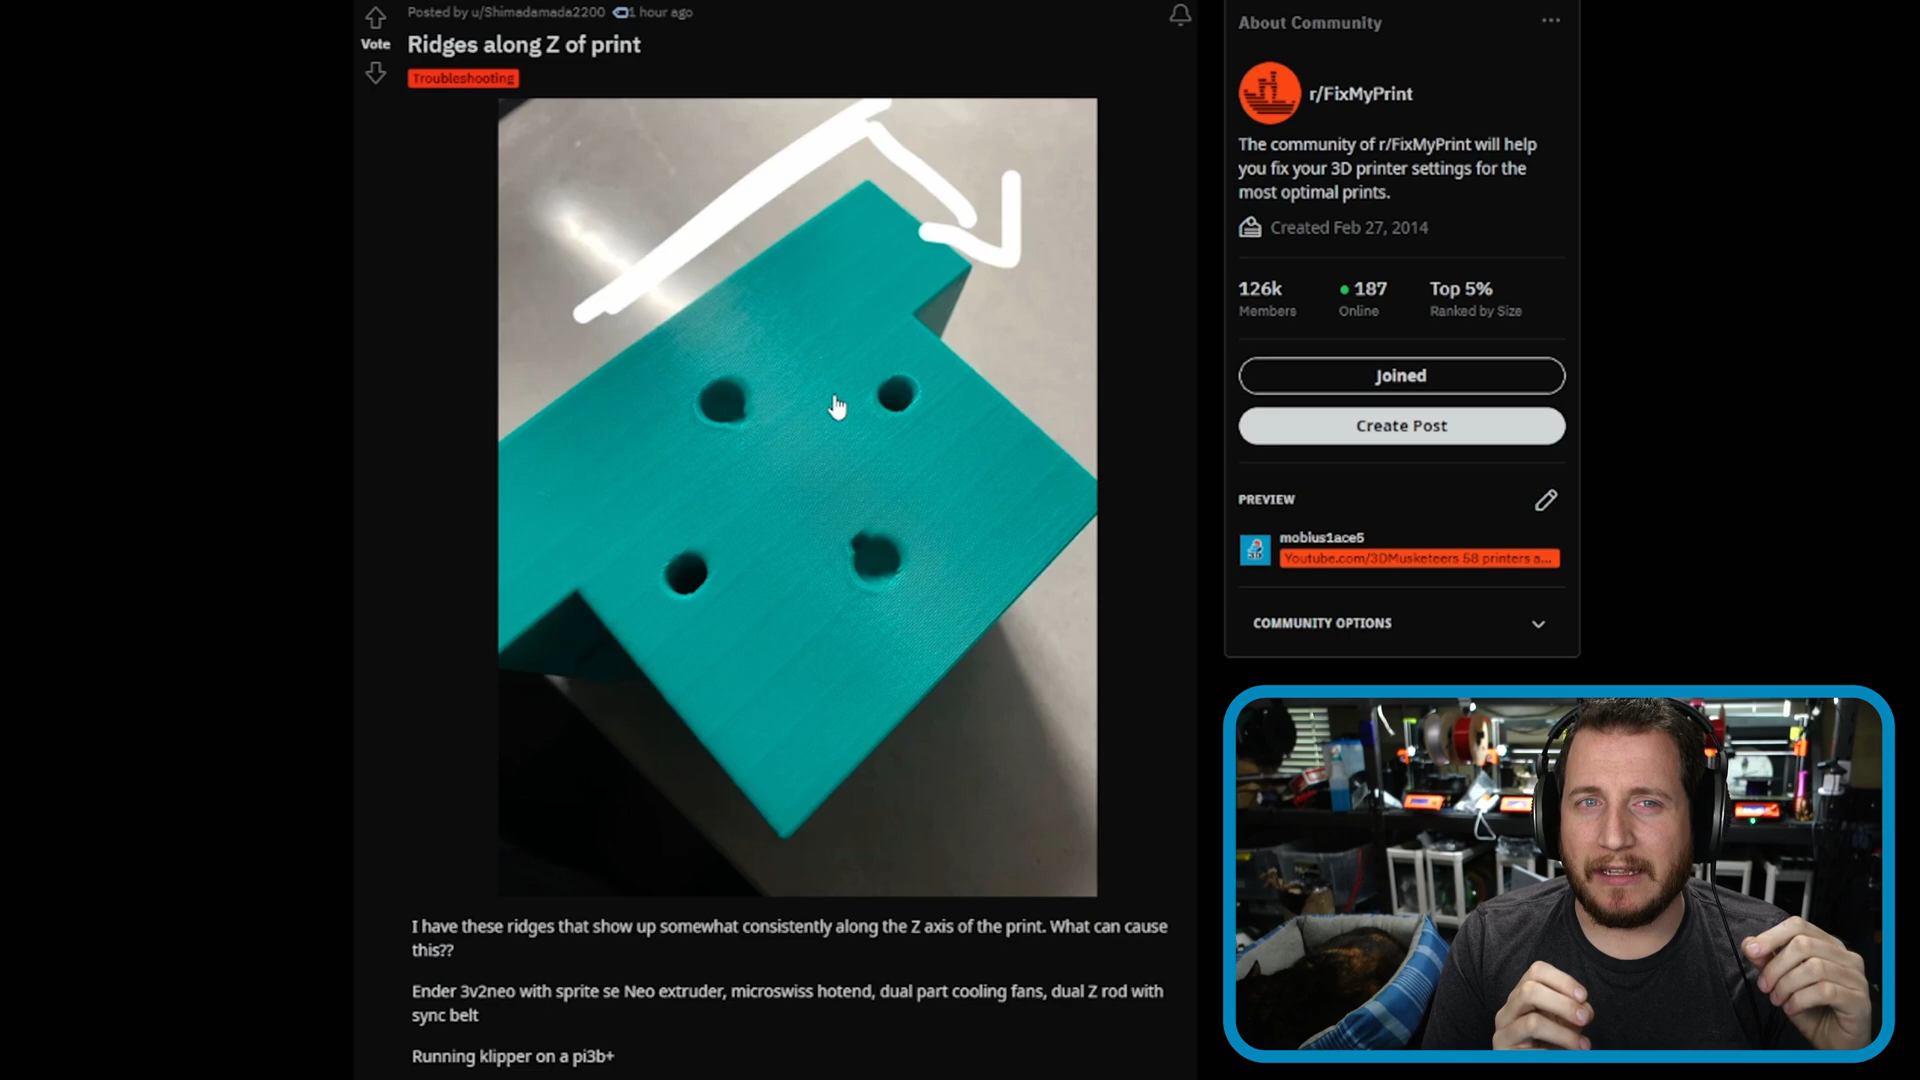 Posted by u/Shimadamada2200 1 hour ago
Vote
Ridges along Z of print
Troubleshooting
I have these ridges that show up somewhat consistently along the Z axis of the print. What can cause
this??
Ender 3v2neo with sprite se Neo extruder, microswiss hotend, dual part cooling fans, dual Z rod with
sync belt
Running klipper on a pi3b+
About Community
r/FixMyPrint
The community of r/FixMyPrint will help
you fix your 3D printer settings for the
most optimal prints.
Created Feb 27, 2014
126k 187 Top 5%
Members Online Ranked by Size
Joined
Create Post
PREVIEW
mobius1ace5
Youtube.com/3DMusketeers 58 printers a...
COMMUNITY OPTIONS